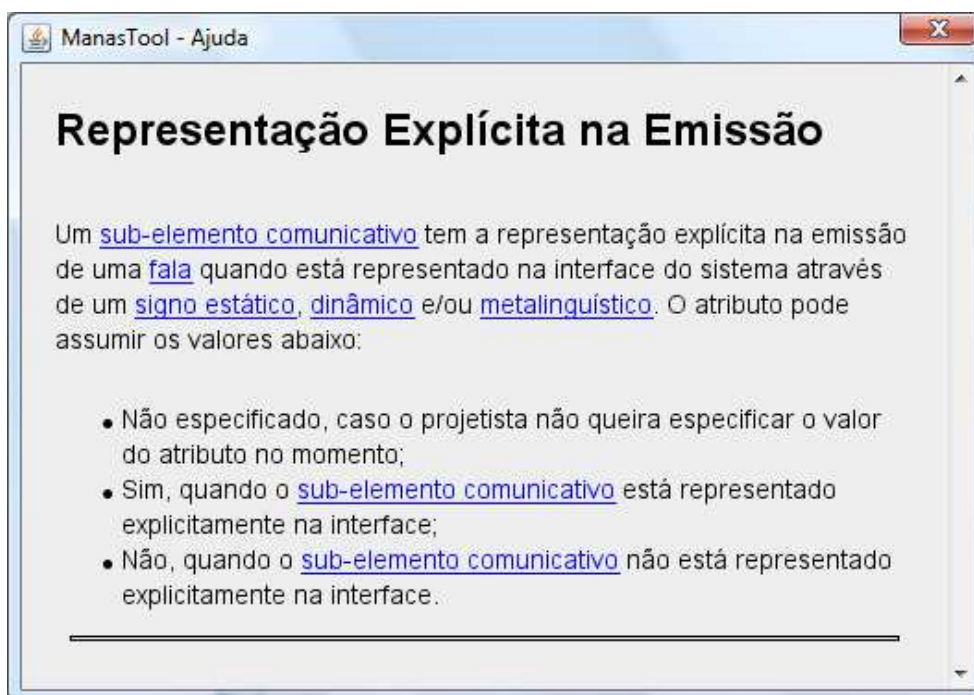 ManasTool - Ajuda
Representação Explícita na Emissão
Um sub-elemento comunicativo tem a representação explícita na emissão
de uma fala quando está representado na interface do sistema através
de um signo estático, dinâmico e/ou metalinguístico. O atributo pode
assumir os valores abaixo:
• Não especificado, caso o projetista não queira especificar o valor
do atributo no momento;
• Sim, quando o sub-elemento comunicativo está representado
explicitamente na interface;
• Não, quando o sub-elemento comunicativo não está representado
explicitamente na interface.